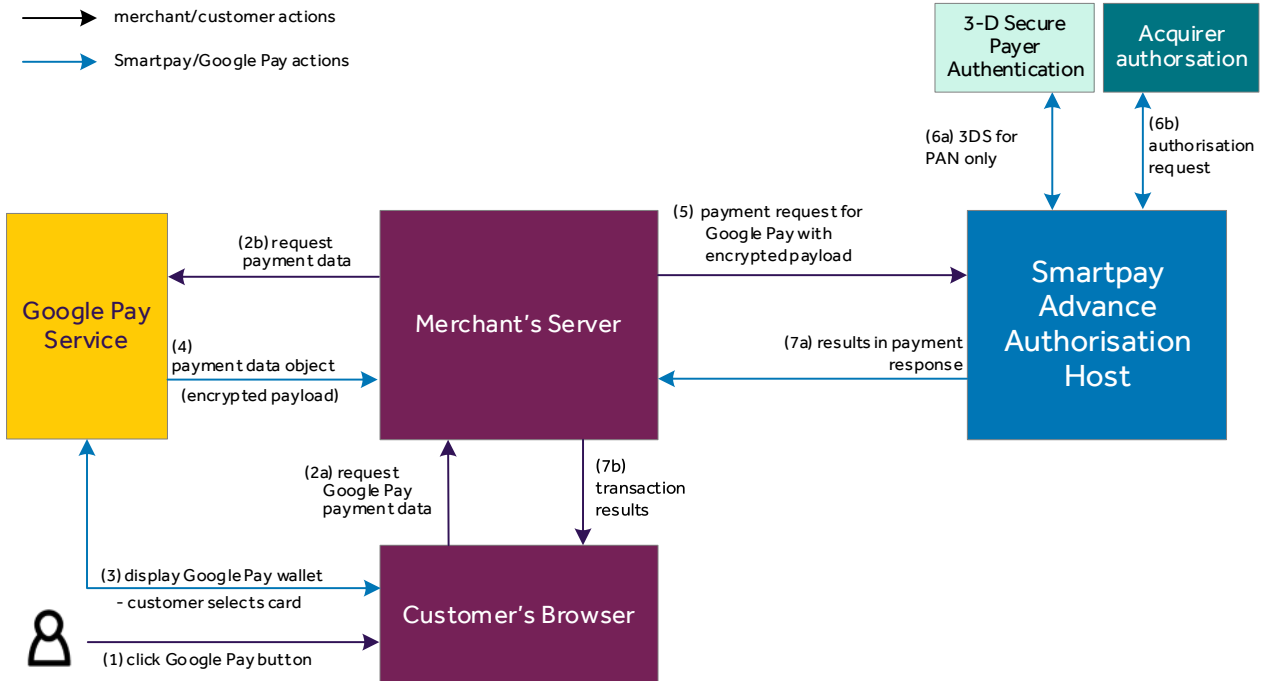 merchant/customer actions
Smartpay/Google Pay actions
3-D Secure
Payer
Authentication
Acquirer
authorsation
(6a) 3DS for
PAN only
(6b)
authorisation
request
(2b) request
payment data
(5) payment request for
Google Pay with
encrypted payload
Google Pay
Service
Merchant's Server
Smartpay
Advance
Authorisation
Host
(4)
payment data object
(encrypted payload)
(7a) results in payment
response
(2a) request
Google Pay
payment data
(7b)
transaction
results
(3) display Google Pay wallet
- customer selects card
Customer's Browser
(1) click Google Pay button